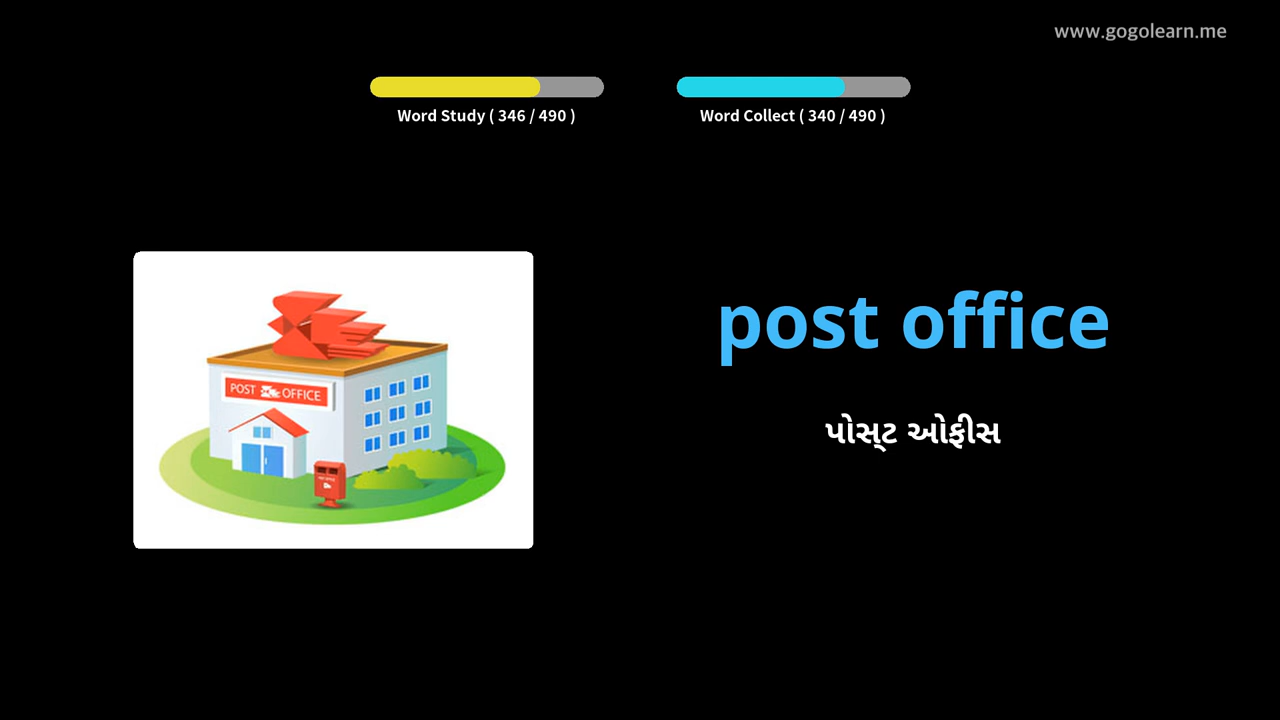 www.gogolearn.me
Word Study ( 346 / 490 )
Word Collect ( 340 / 490 )
POST OFFICE
post office
પોસ્ટ ઓફીસ